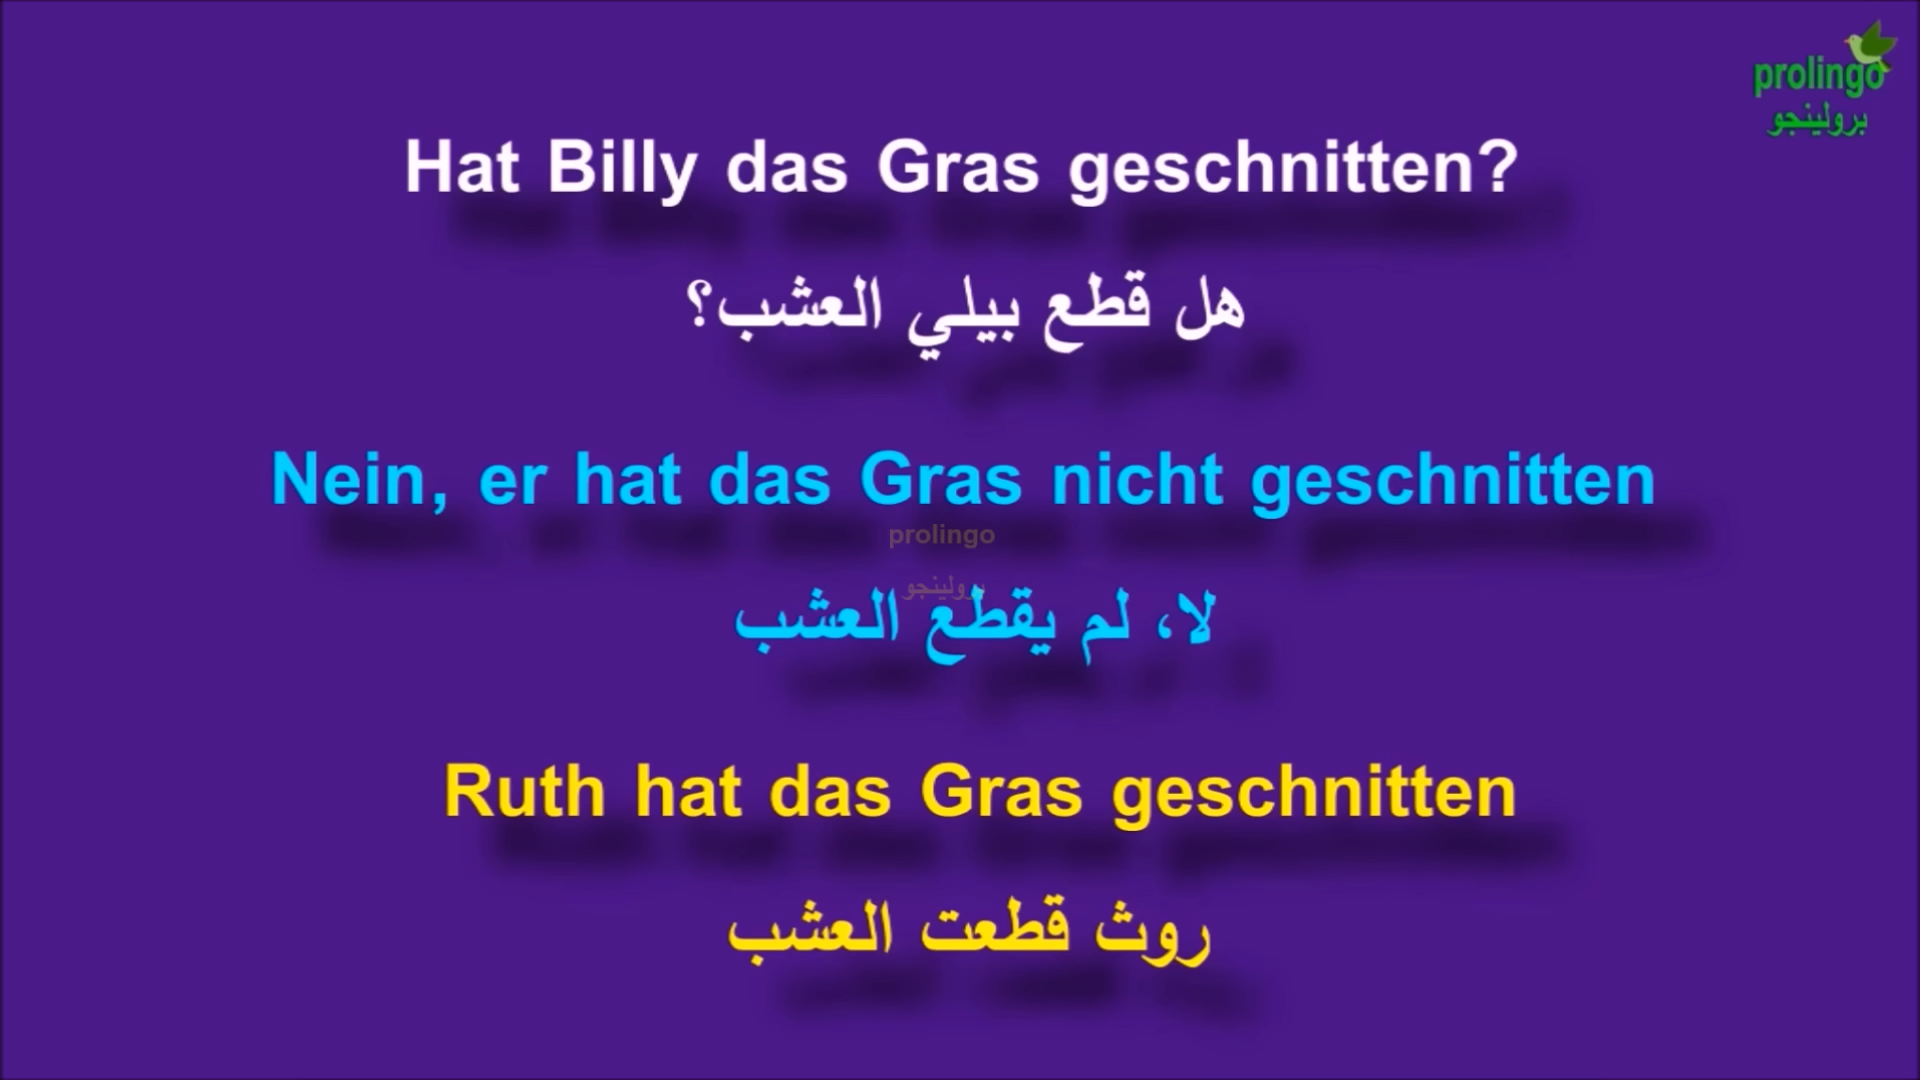 prolingo
برولينجو
Hat Billy das Gras geschnitten?
هل قطع بيلي العشب؟
Nein, er hat das Gras nicht geschnitten
prolingo
برولينجو
لا، لم يقطع العشب
Ruth hat das Gras geschnitten
روث قطعت العشب